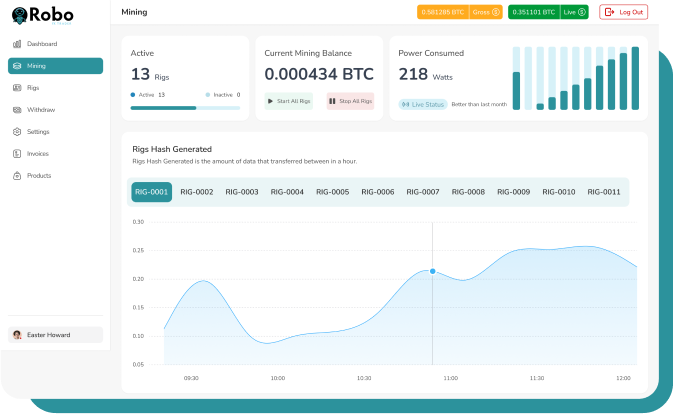 Robo
Dashboard
Mining
Rigs
Withdraw
Settings
Invoices
Products
Easter Howard
Mining
0.581265 BTC Gross
0.351101 BTC Live
Log Out
Active
13 Rigs
Active 13 Inactive 0
Current Mining Balance
0.000434 BTC
Start All Rigs Stop All Rigs
Power Consumed
218 Watts
Live Status Better than last month
Rigs Hash Generated
Rigs Hash Generated is the amount of data that transferred between in a hour.
RIG-0001 RIG-0002 RIG-0003 RIG-0004 RIG-0005 RIG-0006 RIG-0007 RIG-0008 RIG-0009 RIG-0010 RIG-0011
0.30
0.25
0.20
0.15
0.10
0.05
09:30 10:00 10:30 11:00 11:30 12:00